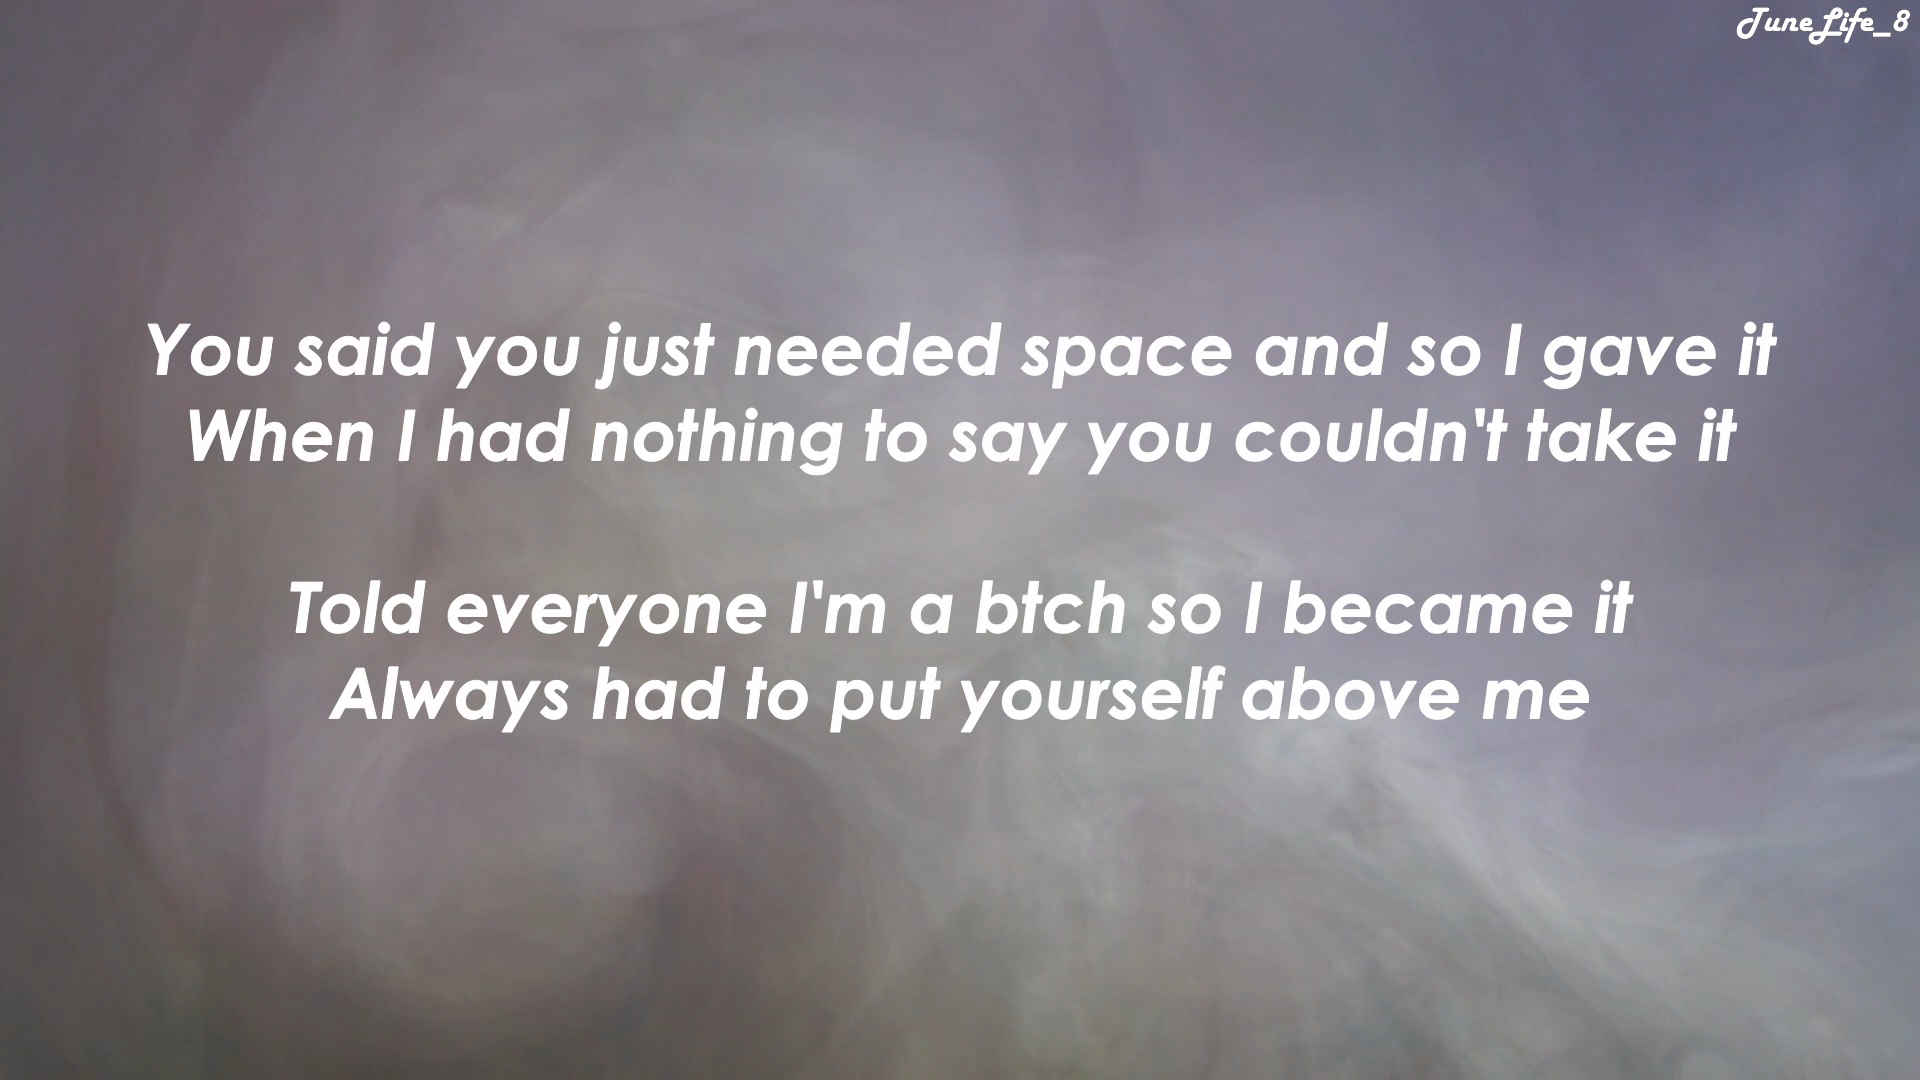 JuneLife_8
You said you just needed space and so I gave it
When I had nothing to say you couldn't take it
Told everyone I'm a btch so I became it
Always had to put yourself above me